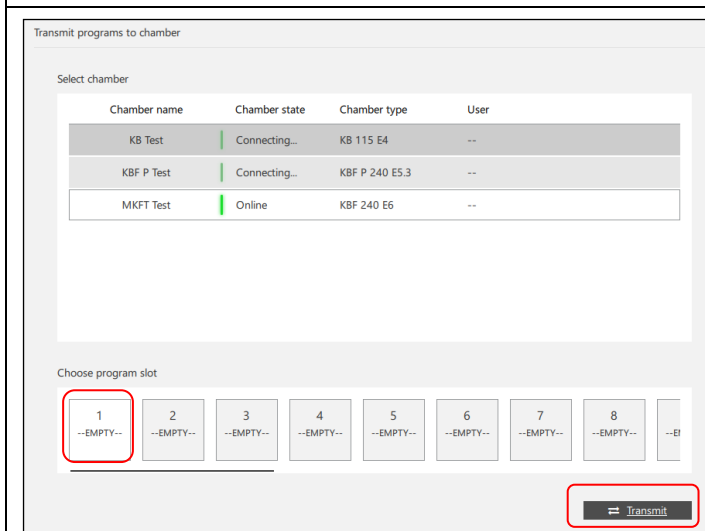 Transmit programs to chamber
Select chamber
Chamber name Chamber state Chamber type User
KB Test Connecting... KB 115 E4 --
KBF P Test Connecting... KBF P 240 E5.3 --
MKFT Test Online KBF 240 E6 --
Choose program slot
1 2 3 4 5 6 7 8
--EMPTY-- --EMPTY-- --EMPTY-- --EMPTY-- --EMPTY-- --EMPTY-- --EMPTY-- --EMPTY--
Transmit